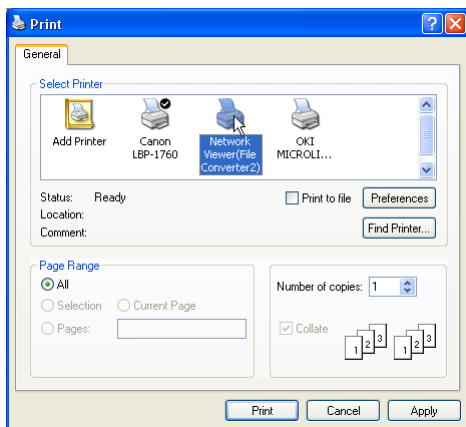 Print
General
Select Printer
Add Printer
Canon
LBP-1760
Network
Viewer(File
Converter2)
OKI
MICROLI...
Status: Ready
Location:
Comment:
Print to file
Preferences
Find Printer...
Page Range
All
Selection
Current Page
Pages:
Number of copies: 1
Collate
1 2 3 1 2 3
Print Cancel Apply